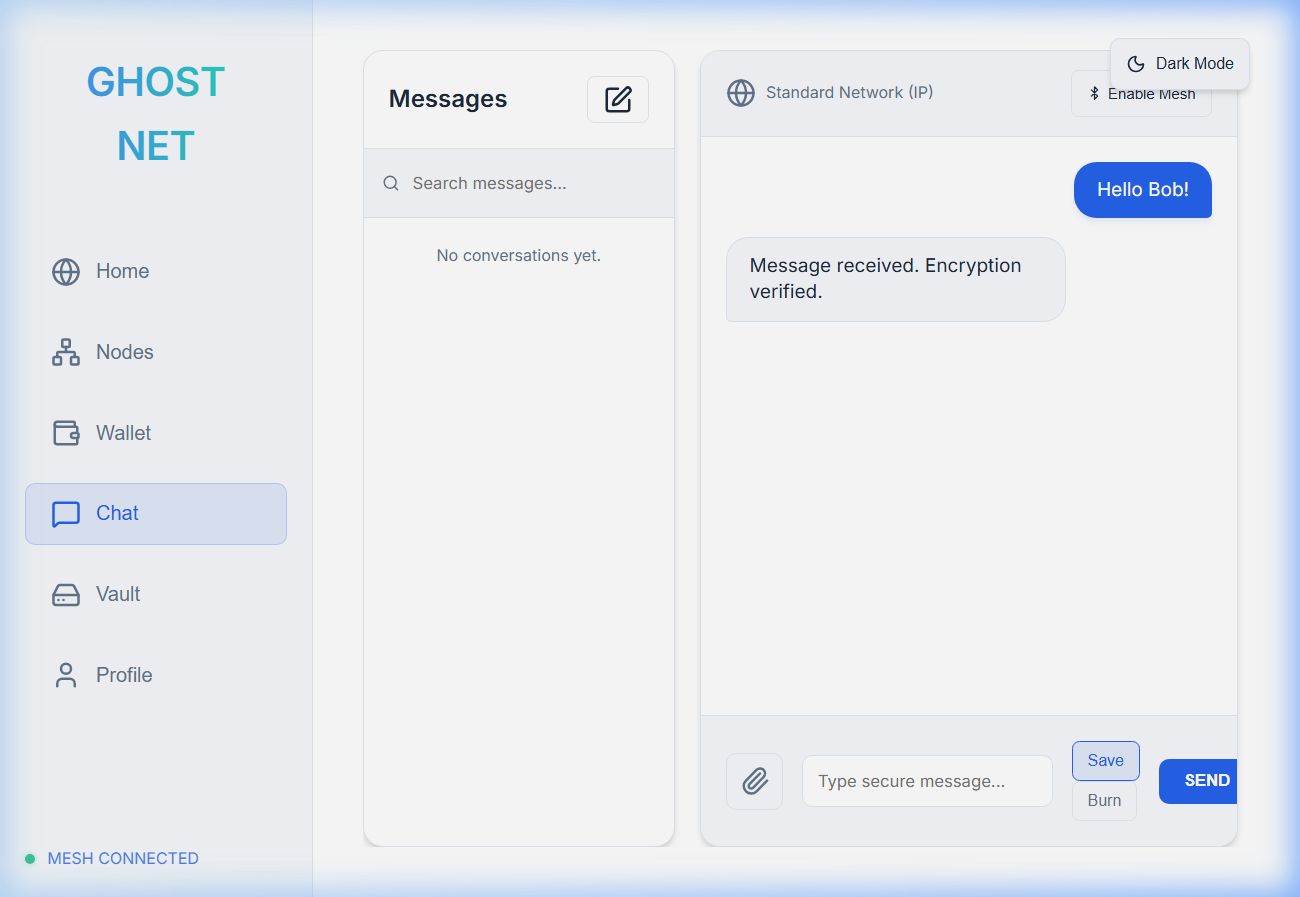 GHOST
NET
Home
Nodes
Wallet
Chat
Vault
Profile
MESH CONNECTED
Messages
Search messages...
No conversations yet.
Standard Network (IP)
Dark Mode
Enable Mesh
Hello Bob!
Message received. Encryption
verified.
Type secure message...
Save
Burn
SEND